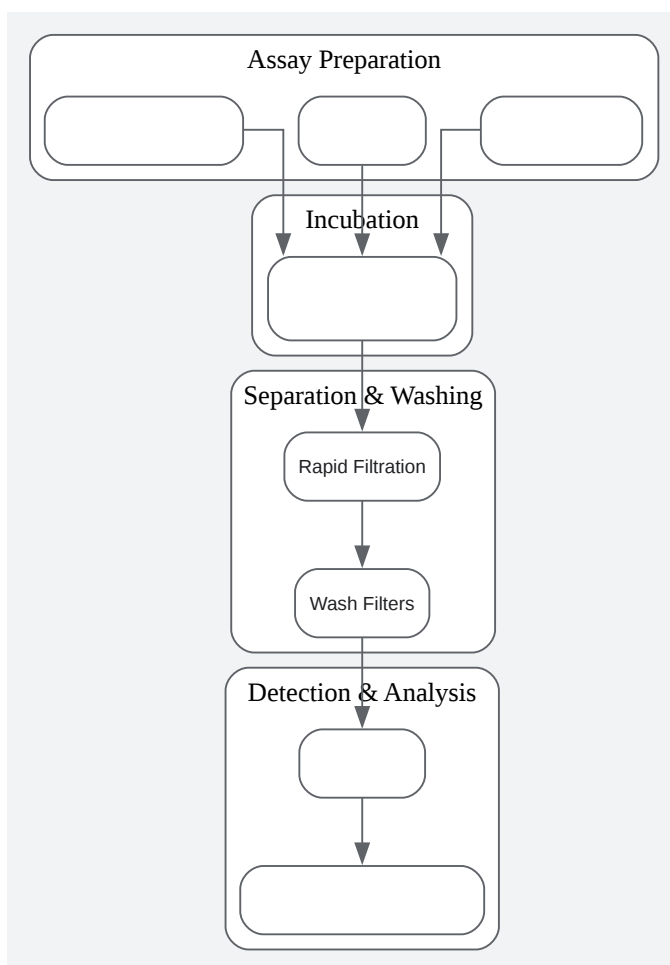 Assay Preparation
Incubation
Separation & Washing
Rapid Filtration
Wash Filters
Detection & Analysis